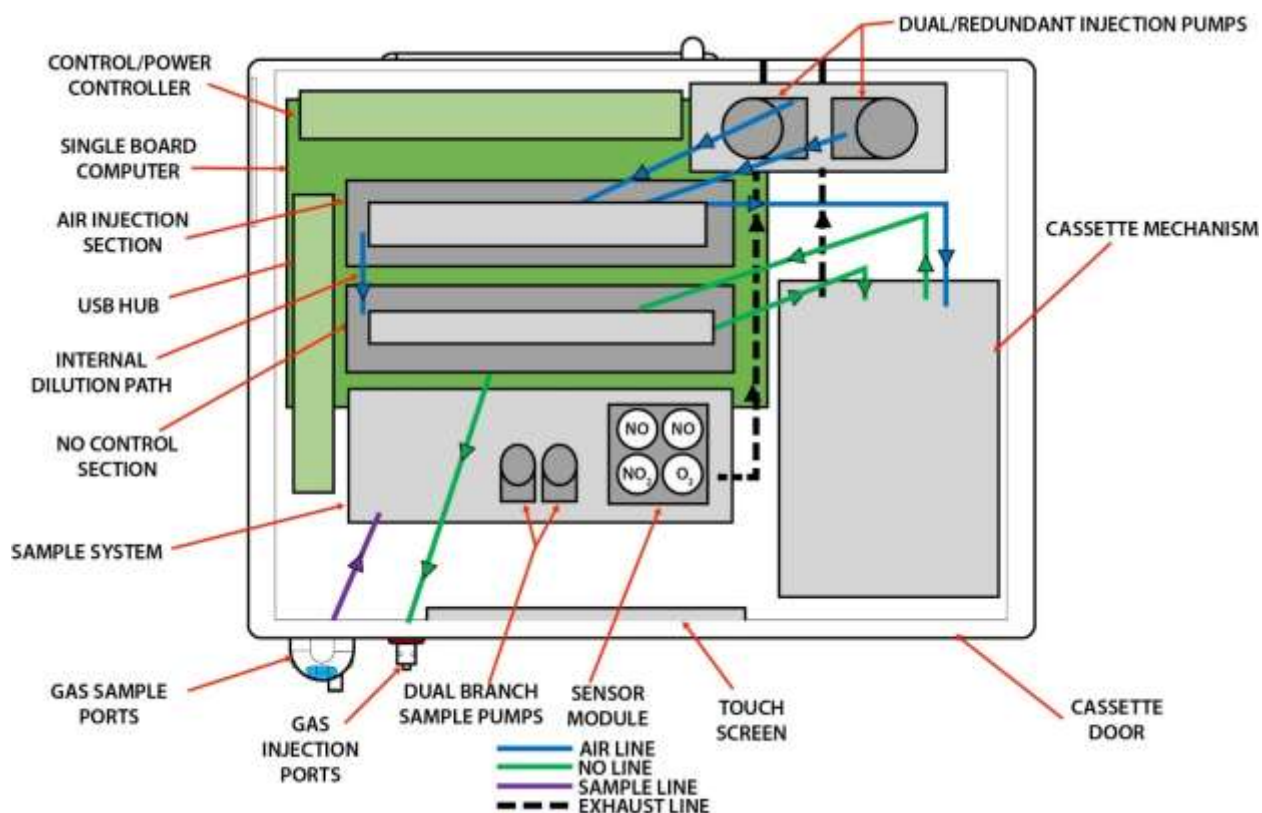 DUAL/REDUNDANT INJECTION PUMPS
CONTROL/POWER
CONTROLLER
SINGLE BOARD
COMPUTER
AIR INJECTION
SECTION
CASSETTE MECHANISM
USB HUB
INTERNAL
DILUTION PATH
NO CONTROL
SECTION
NO NO
NO₂ O₂
SAMPLE SYSTEM
GAS SAMPLE
PORTS
GAS
INJECTION
PORTS
DUAL BRANCH
SAMPLE PUMPS
SENSOR
MODULE
TOUCH
SCREEN
CASSETTE
DOOR
AIR LINE
NO LINE
SAMPLE LINE
EXHAUST LINE